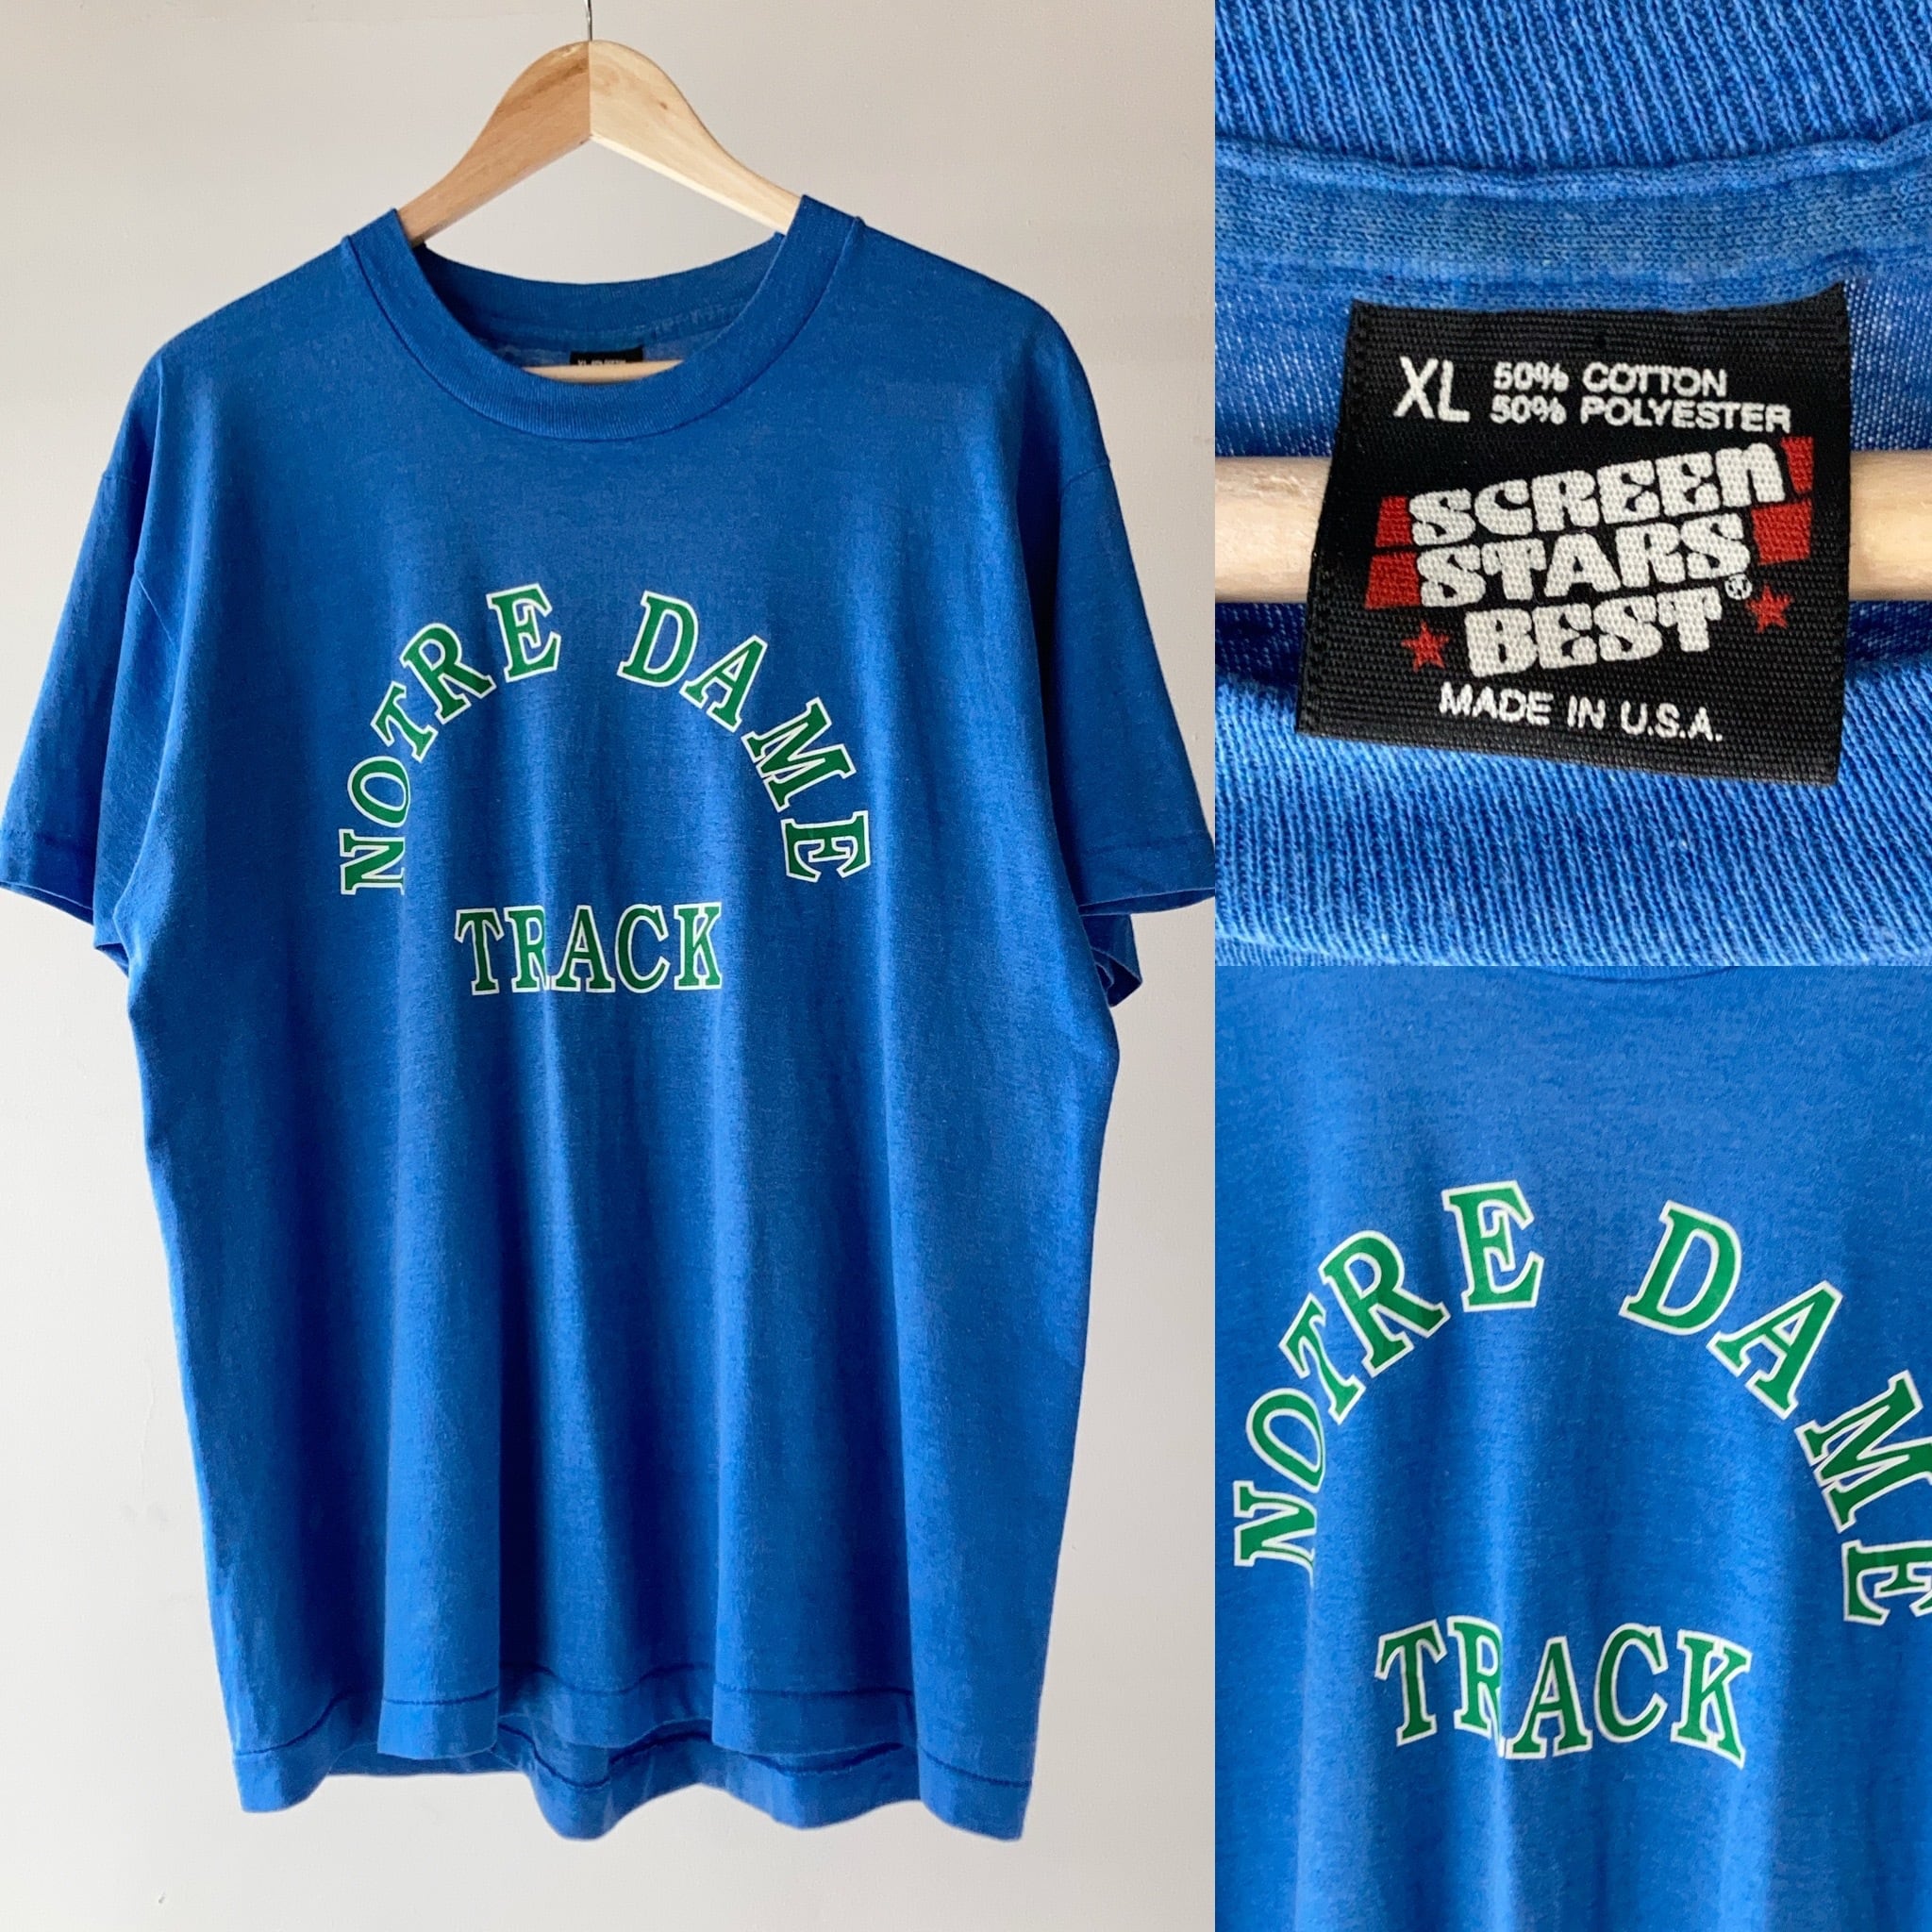 NOTRE DAME
TRACK
XL 50% COTTON
50% POLYESTER
SCREEN
STARS
BEST®
MADE IN U.S.A.
NOTRE DAME
TRACK